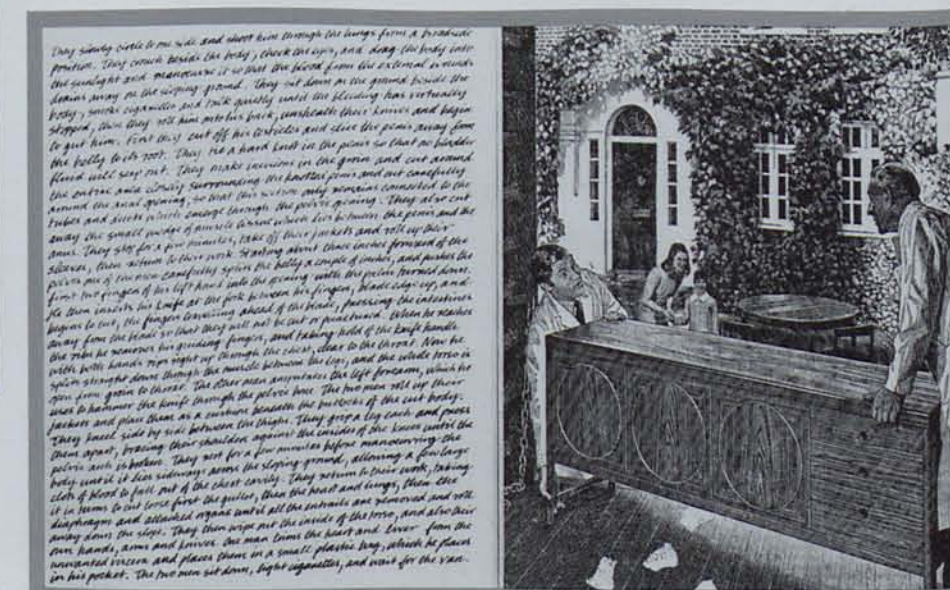 They slowly circle to one side and shoot him through the lungs from a broadside
position. They crouch beside the body, check the eyes, and drag the body into
the sunlight and manoeuvre it so that the blood from the external wounds
drains away on the sloping ground. They sit down on the ground beside the
body, smoke cigarettes and talk quietly until the bleeding has virtually
stopped, then they roll him onto his back, unsheath their knives and begin
to gut him. First they cut off his testicles and slice the penis away from
the belly to its root. They tie a hard knot in the penis so that no bladder
fluid will seep out. They make incisions in the groin and cut around
the entire area closely surrounding the knotted penis and cut carefully
around the anal opening, so that this section only remains connected to the
tubes and ducts which emerge through the pelvic opening. They also cut
away the small wedge of muscle tissue which lies between the penis and the
anus. They stop for a few minutes, take off their jackets and roll up their
sleeves, then return to their work. Starting about three inches forward of the
pelvis one of the men carefully splits the belly a couple of inches, and pushes the
first two fingers of his left hand into the opening with the palm turned down.
He then inserts his knife at the fork between his fingers, blade edge up, and
begins to cut, the fingers travelling ahead of the blade, pressing the intestines
away from the blade so that they will not be cut or punctured. When he reaches
the ribs he removes his guiding fingers, and taking hold of the knife handle
with both hands rips right up through the chest, clear to the throat. Now he
splits straight down through the muscle between the legs, and the whole torso is
open from groin to throat. The other man amputates the left forearm, which he
uses to hammer the knife through the pelvic bone. The two men roll up their
jackets and place them as a cushion beneath the buttocks of the cut body.
They kneel side by side between the thighs. They grip a leg each and press
them apart, bracing their shoulders against the insides of the knees until the
pelvic arch is broken. They rest for a few minutes before manoeuvring the
body until it lies sideways across the sloping ground, allowing a few large
clots of blood to fall out of the chest cavity. They return to their work, taking
it in turns to cut loose first the gullet, then the heart and lungs, then the
diaphragm and attached organs until all the entrails are removed and roll
away down the slope. They then wipe out the inside of the torso, and also their
own hands, arms and knives. One man trims the heart and liver from the
unwanted viscera and places them in a small plastic bag, which he places
in his pocket. The two men sit down, light cigarettes, and wait for the van.